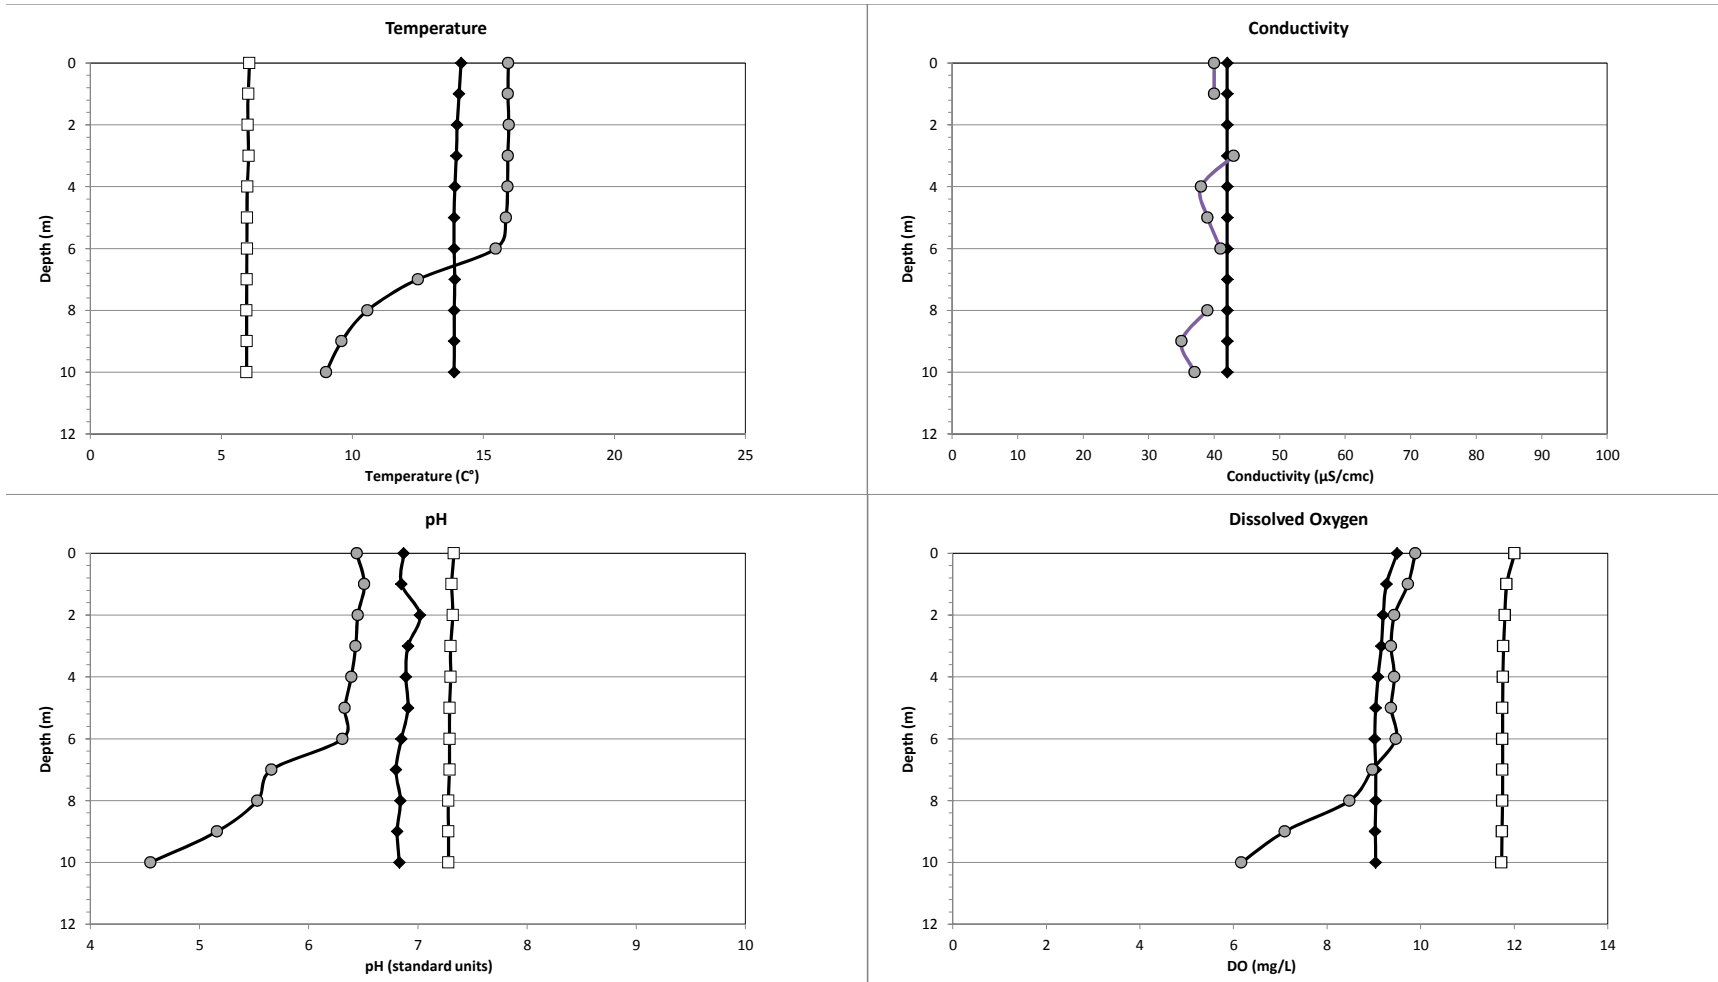 Temperature
0
2
4
6
8
10
12
Depth (m)
0 5 10 15 20 25
Temperature (C°)
Conductivity
0
2
4
6
8
10
12
Depth (m)
0 10 20 30 40 50 60 70 80 90 100
Conductivity (µS/cmc)
pH
0
2
4
6
8
10
12
Depth (m)
4 5 6 7 8 9 10
pH (standard units)
Dissolved Oxygen
0
2
4
6
8
10
12
Depth (m)
0 2 4 6 8 10 12 14
DO (mg/L)